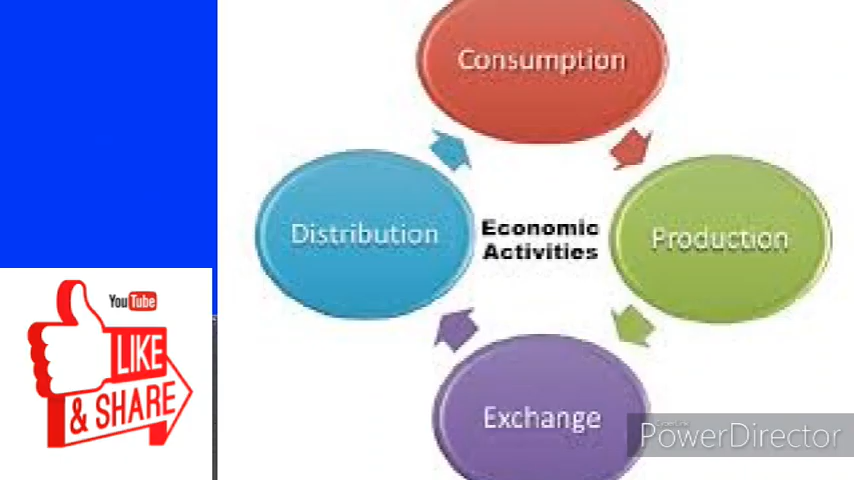 Consumption
Distribution
Economic
Activities
Production
Exchange
YouTube
LIKE
& SHARE
PowerDirector